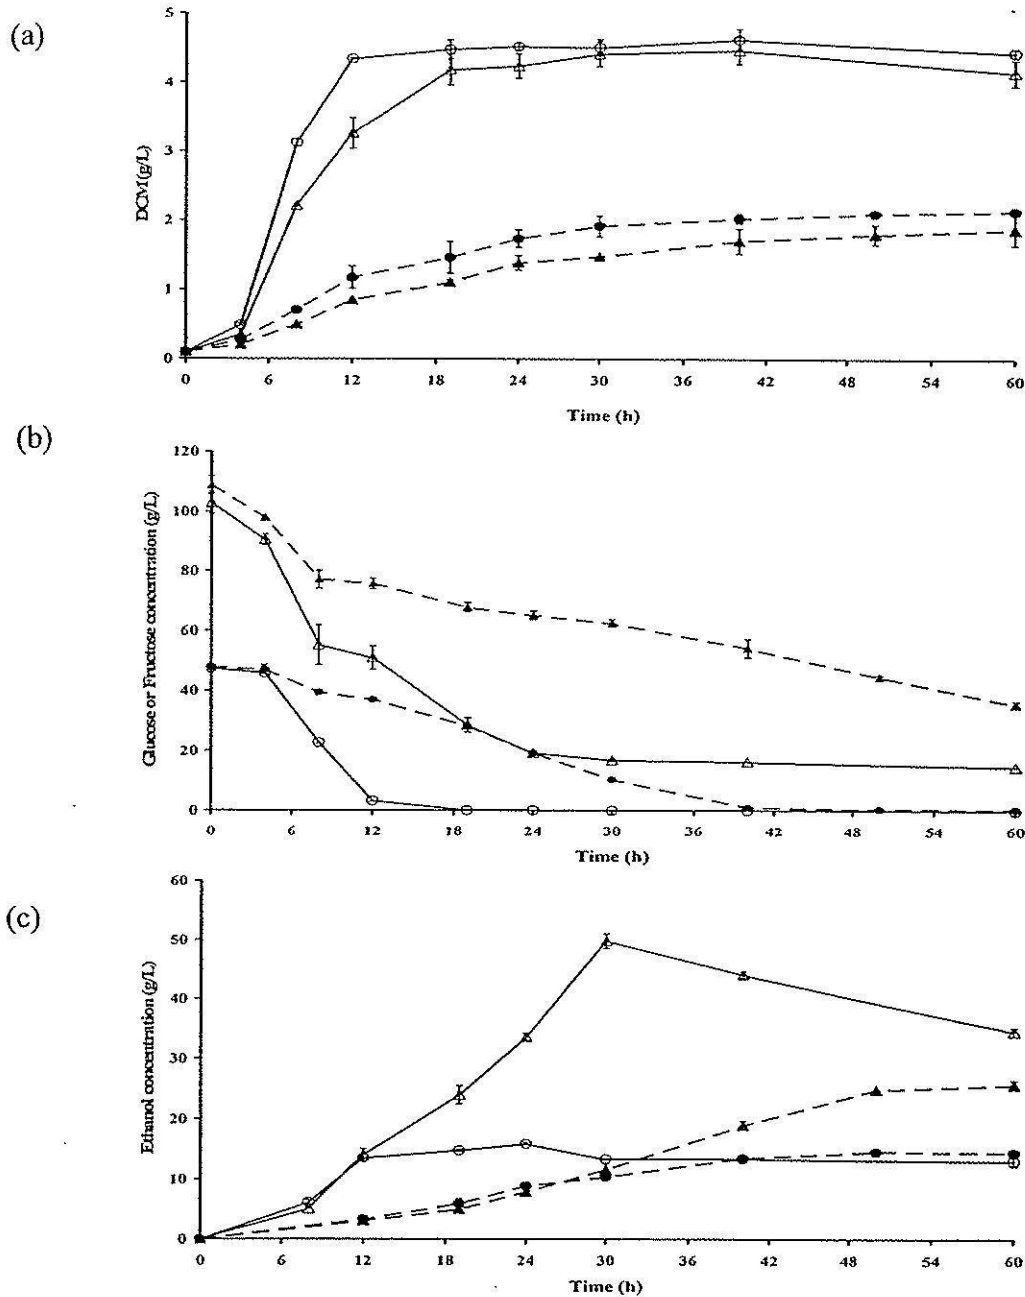 (a)
DCM (g/L)
5
4
3
2
1
0
0 6 12 18 24 30 36 42 48 54 60
Time (h)
(b)
Glucose or Fructose concentration (g/L)
120
100
80
60
40
20
0
0 6 12 18 24 30 36 42 48 54 60
Time (h)
(c)
Ethanol concentration (g/L)
60
50
40
30
20
10
0
0 6 12 18 24 30 36 42 48 54 60
Time (h)